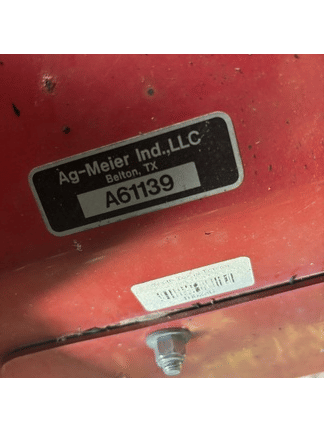 Ag-Meier Ind.,LLC
Belton, TX
A61139